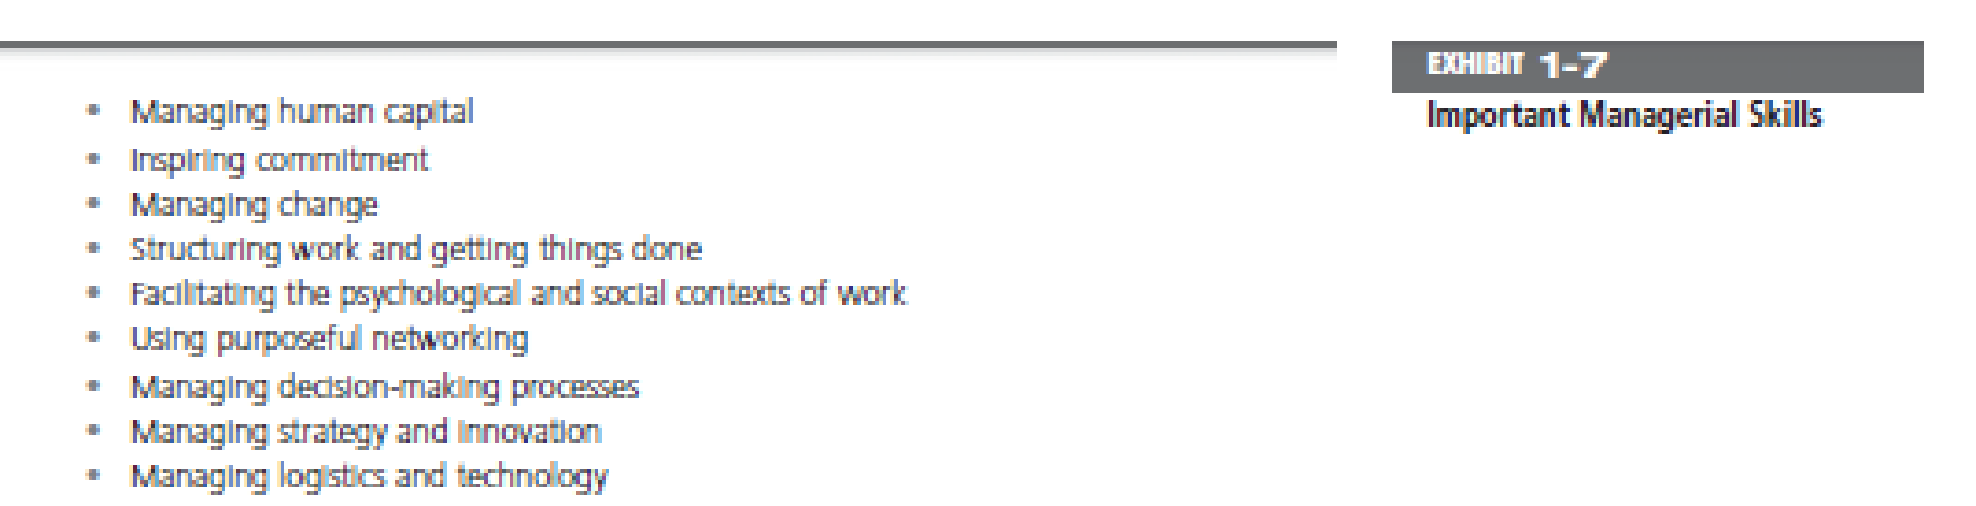 EXHIBIT 1-7
Important Managerial Skills
• Managing human capital
• Inspiring commitment
• Managing change
• Structuring work and getting things done
• Facilitating the psychological and social contexts of work
• Using purposeful networking
• Managing decision-making processes
• Managing strategy and innovation
• Managing logistics and technology